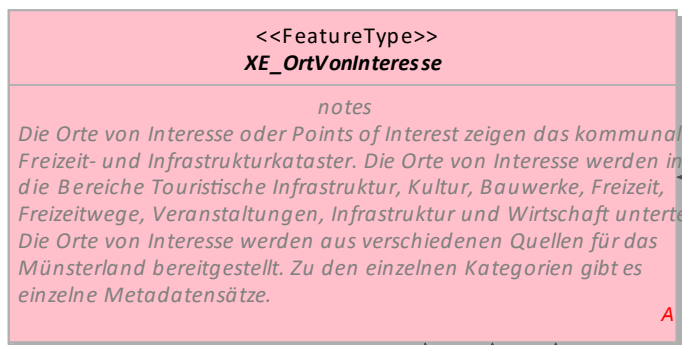 <<FeatureType>>
XE_OrtVonInteresse
notes
Die Orte von Interesse oder Points of Interest zeigen das kommunal
Freizeit- und Infrastrukturkataster. Die Orte von Interesse werden in
die Bereiche Touristische Infrastruktur, Kultur, Bauwerke, Freizeit,
Freizeitwege, Veranstaltungen, Infrastruktur und Wirtschaft unterte
Die Orte von Interesse werden aus verschiedenen Quellen für das
Münsterland bereitgestellt. Zu den einzelnen Kategorien gibt es
einzelne Metadatensätze.
A